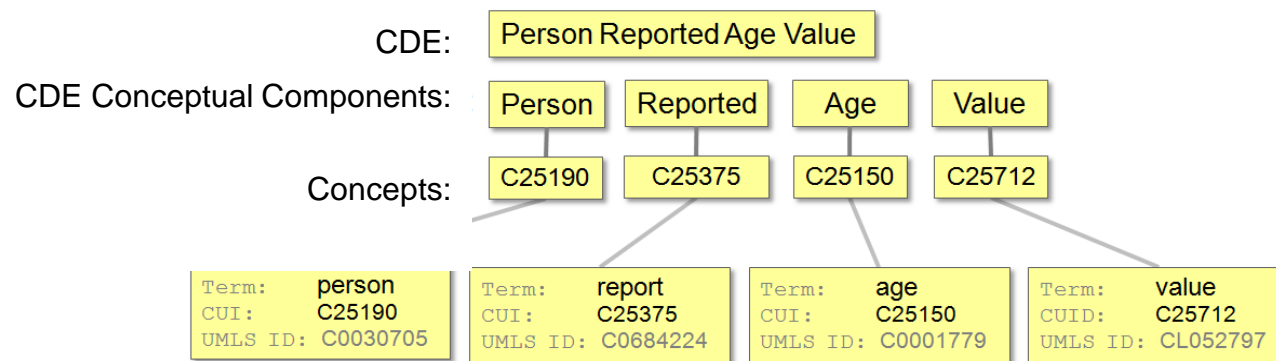 CDE: Person Reported Age Value
CDE Conceptual Components: Person Reported Age Value
Concepts: C25190 C25375 C25150 C25712
Term: person
CUI: C25190
UMLS ID: C0030705
Term: report
CUI: C25375
UMLS ID: C0684224
Term: age
CUI: C25150
UMLS ID: C0001779
Term: value
CUID: C25712
UMLS ID: CL052797